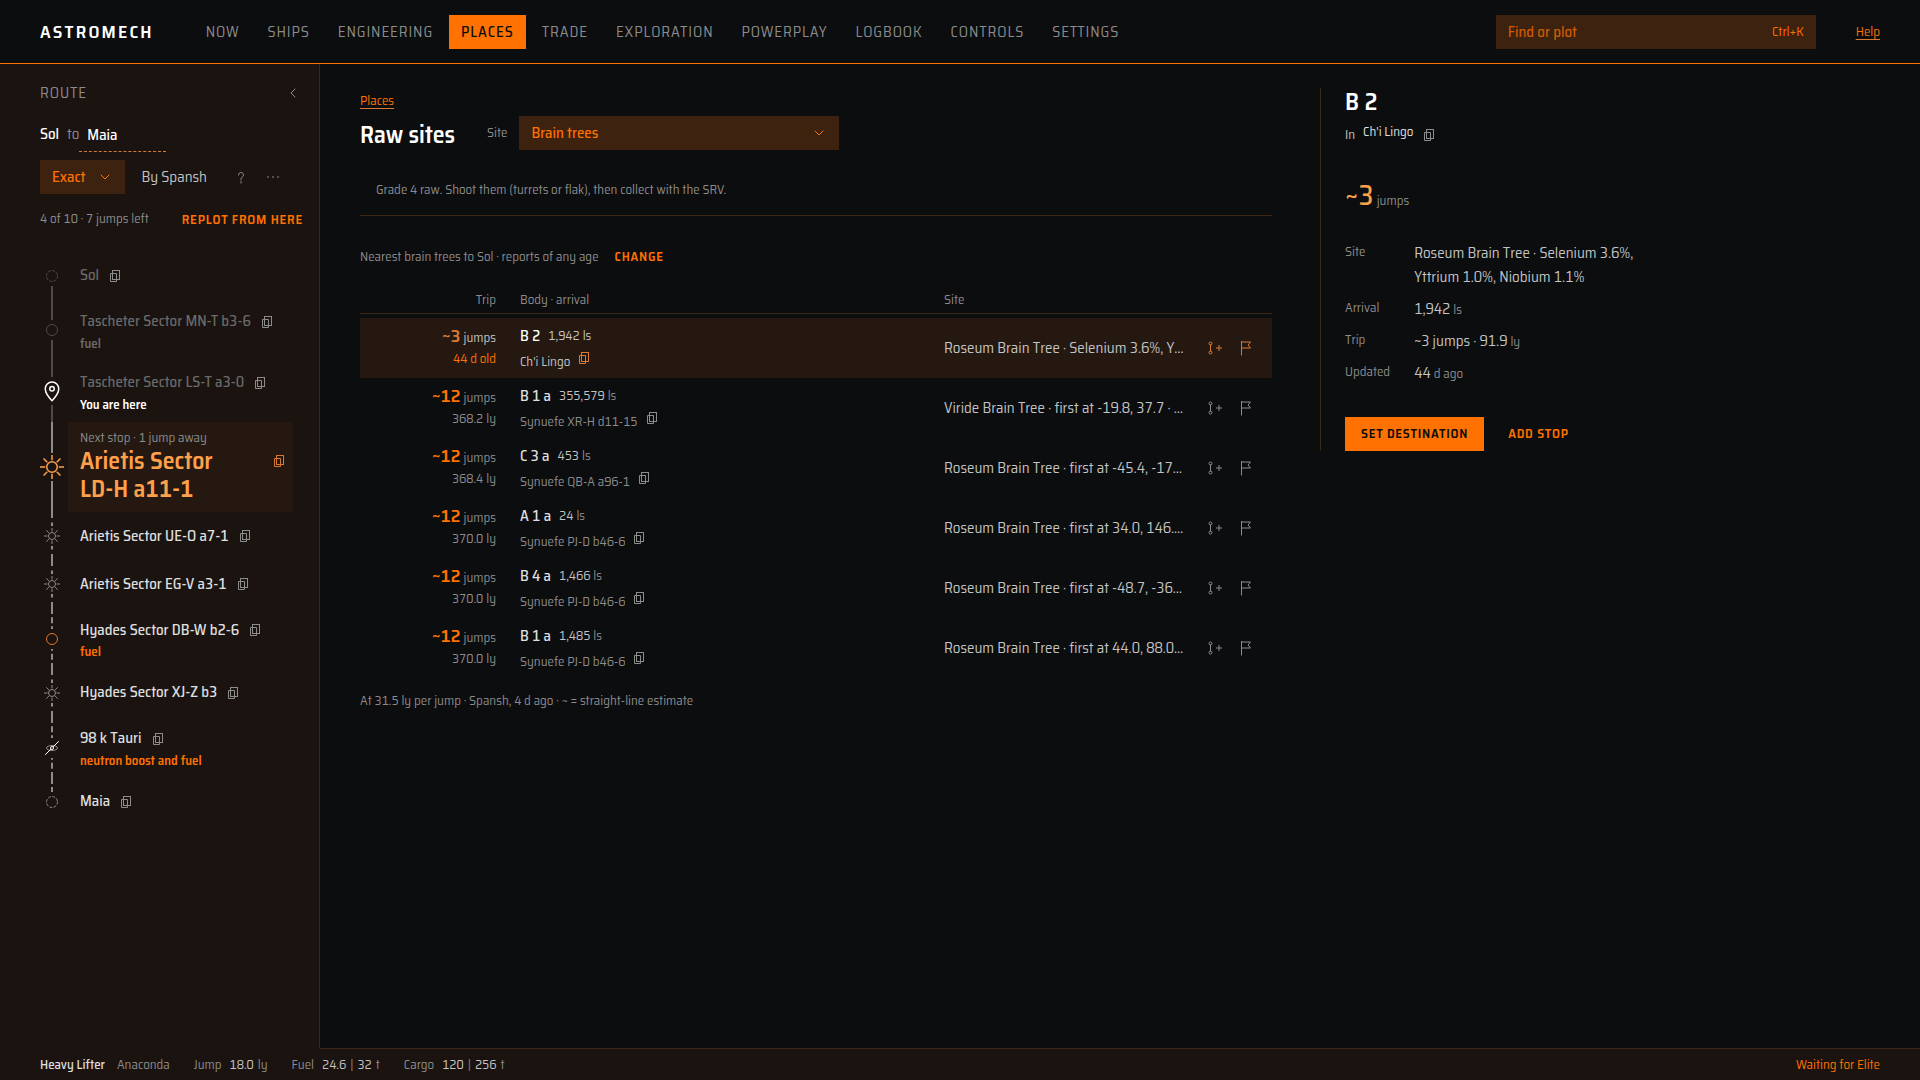 ASTROMECH NOW SHIPS ENGINEERING PLACES TRADE EXPLORATION POWERPLAY LOGBOOK CONTROLS SETTINGS Find or plot Ctrl+K Help
ROUTE
Sol to Maia
Exact By Spansh ? ...
4 of 10 · 7 jumps left REPLOT FROM HERE
Sol
Tascheter Sector MN-T b3-6
fuel
Tascheter Sector LS-T a3-0
You are here
Next stop · 1 jump away
Arietis Sector
LD-H a11-1
Arietis Sector UE-O a7-1
Arietis Sector EG-V a3-1
Hyades Sector DB-W b2-6
fuel
Hyades Sector XJ-Z b3
98 k Tauri
neutron boost and fuel
Maia
Places
Raw sites Site Brain trees
Grade 4 raw. Shoot them (turrets or flak), then collect with the SRV.
Nearest brain trees to Sol · reports of any age CHANGE
Trip Body · arrival Site
~3 jumps B 2 1,942 ls
44 d old Ch'i Lingo Roseum Brain Tree · Selenium 3.6%, Y...
~12 jumps B 1 a 355,579 ls
368.2 ly Synuefe XR-H d11-15 Viride Brain Tree · first at -19.8, 37.7 · ...
~12 jumps C 3 a 453 ls
368.4 ly Synuefe QB-A a96-1 Roseum Brain Tree · first at -45.4, -17...
~12 jumps A 1 a 24 ls
370.0 ly Synuefe PJ-D b46-6 Roseum Brain Tree · first at 34.0, 146....
~12 jumps B 4 a 1,466 ls
370.0 ly Synuefe PJ-D b46-6 Roseum Brain Tree · first at -48.7, -36...
~12 jumps B 1 a 1,485 ls
370.0 ly Synuefe PJ-D b46-6 Roseum Brain Tree · first at 44.0, 88.0...
At 31.5 ly per jump · Spansh, 4 d ago · ~ = straight-line estimate
B 2
In Ch'i Lingo
~3 jumps
Site Roseum Brain Tree · Selenium 3.6%,
Yttrium 1.0%, Niobium 1.1%
Arrival 1,942 ls
Trip ~3 jumps · 91.9 ly
Updated 44 d ago
SET DESTINATION ADD STOP
Heavy Lifter Anaconda Jump 18.0 ly Fuel 24.6 | 32 t Cargo 120 | 256 t Waiting for Elite